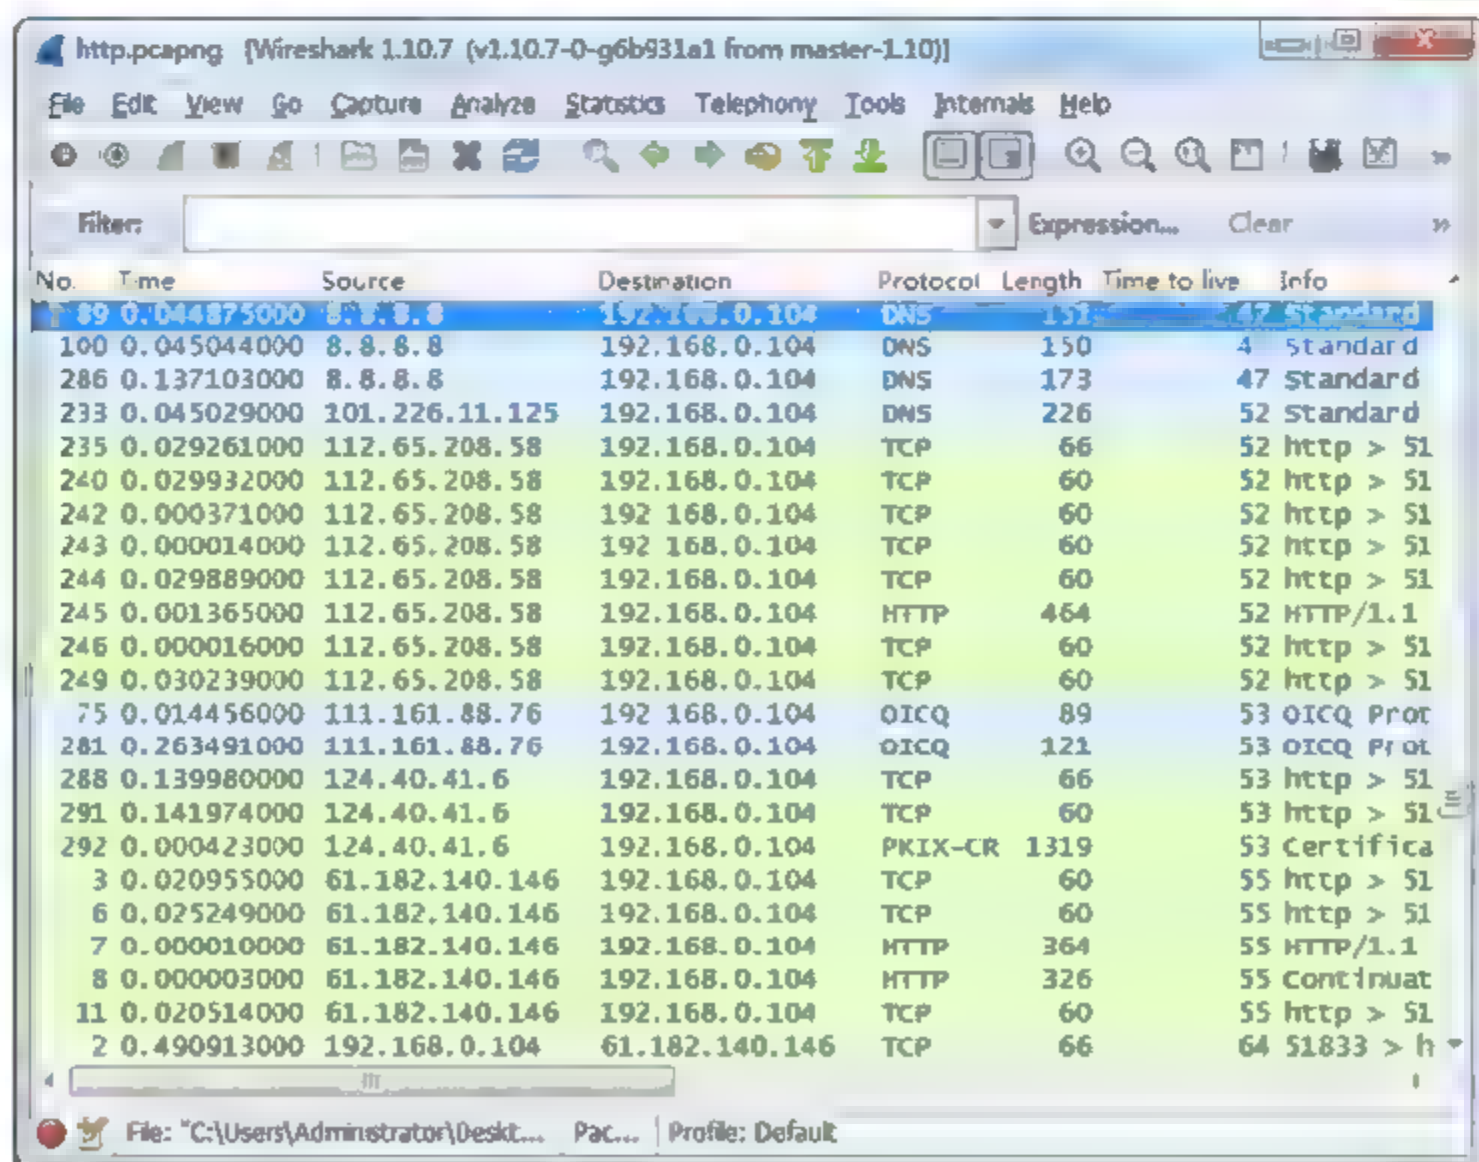 http.pcapng [Wireshark 1.10.7 (v1.10.7-0-g6b931a1 from master-1.10)]
File Edit View Go Capture Analyze Statistics Telephony Tools Internals Help
Filter: Expression... Clear »
No. Time Source Destination Protocol Length Time to live Info
89 0.044875000 8.8.8.8 192.168.0.104 DNS 151 47 Standard
100 0.045044000 8.8.8.8 192.168.0.104 DNS 150 4 Standard
286 0.137103000 8.8.8.8 192.168.0.104 DNS 173 47 Standard
233 0.045029000 101.226.11.125 192.168.0.104 DNS 226 52 Standard
235 0.029261000 112.65.208.58 192.168.0.104 TCP 66 52 http > 51
240 0.029932000 112.65.208.58 192.168.0.104 TCP 60 52 http > 51
242 0.000371000 112.65.208.58 192 168.0.104 TCP 60 52 http > 51
243 0.000014000 112.65.208.58 192 168.0.104 TCP 60 52 http > 51
244 0.029889000 112.65.208.58 192.168.0.104 TCP 60 52 http > 51
245 0.001365000 112.65.208.58 192.168.0.104 HTTP 464 52 HTTP/1.1
246 0.000016000 112.65.208.58 192.168.0.104 TCP 60 52 http > 51
249 0.030239000 112.65.208.58 192.168.0.104 TCP 60 52 http > 51
75 0.014456000 111.161.88.76 192 168.0.104 OICQ 89 53 OICQ Prot
281 0.263491000 111.161.88.76 192.168.0.104 OICQ 121 53 OICQ Prot
288 0.139980000 124.40.41.6 192.168.0.104 TCP 66 53 http > 51
291 0.141974000 124.40.41.6 192.168.0.104 TCP 60 53 http > 51
292 0.000423000 124.40.41.6 192.168.0.104 PKIX-CR 1319 53 Certifica
3 0.020955000 61.182.140.146 192.168.0.104 TCP 60 55 http > 51
6 0.025249000 61.182.140.146 192.168.0.104 TCP 60 55 http > 51
7 0.000010000 61.182.140.146 192.168.0.104 HTTP 364 55 HTTP/1.1
8 0.000003000 61.182.140.146 192.168.0.104 HTTP 326 55 Continuat
11 0.020514000 61.182.140.146 192.168.0.104 TCP 60 55 http > 51
2 0.490913000 192.168.0.104 61.182.140.146 TCP 66 64 51833 > h
File: "C:\Users\Administrator\Deskt... Pac... Profile: Default